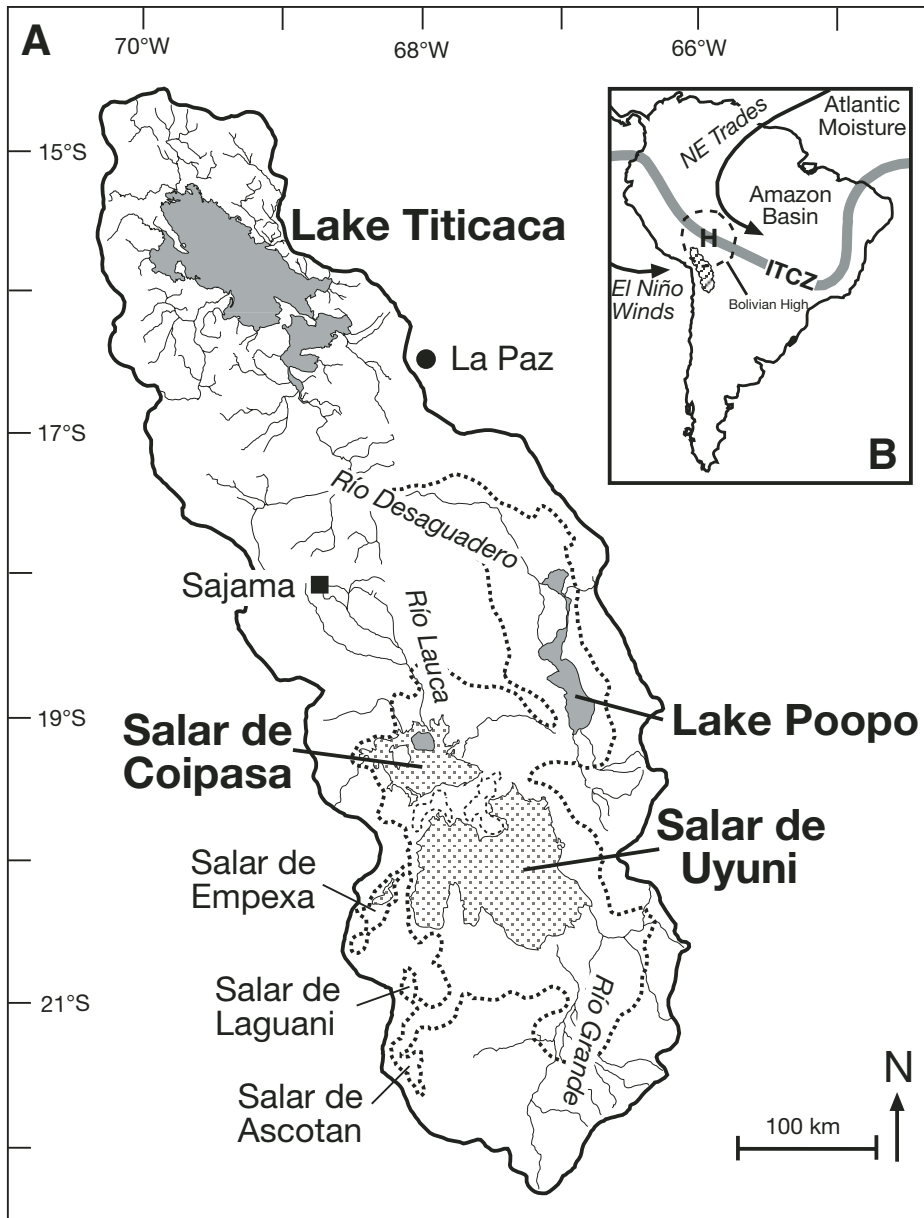 A
70°W
68°W
66°W
15°S
17°S
19°S
21°S
Lake Titicaca
La Paz
Río Desaguadero
Sajama
Río Lauca
Salar de
Coipasa
Lake Poopo
Salar de
Uyuni
Salar de
Empexa
Salar de
Laguani
Salar de
Ascotan
Río Grande
N
100 km
NE Trades
Atlantic
Moisture
Amazon
Basin
H
ITCZ
El Niño
Winds
Bolivian High
B